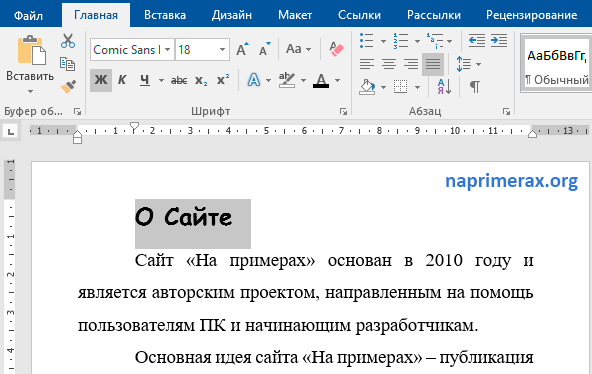 Файл Главная Вставка Дизайн Макет Ссылки Рассылки Рецензирование
Comic Sans 18 Aa
Вставить
Ж К Ч abc x₂ x² A ab A
АаБбВвГг,
¶ Обычный
Буфер об... Шрифт Абзац
1 1 2 3 4 5 6 7 8 9 10 11 13
naprimerax.org
О Сайте
Сайт «На примерах» основан в 2010 году и
является авторским проектом, направленным на помощь
пользователям ПК и начинающим разработчикам.
Основная идея сайта «На примерах» – публикация